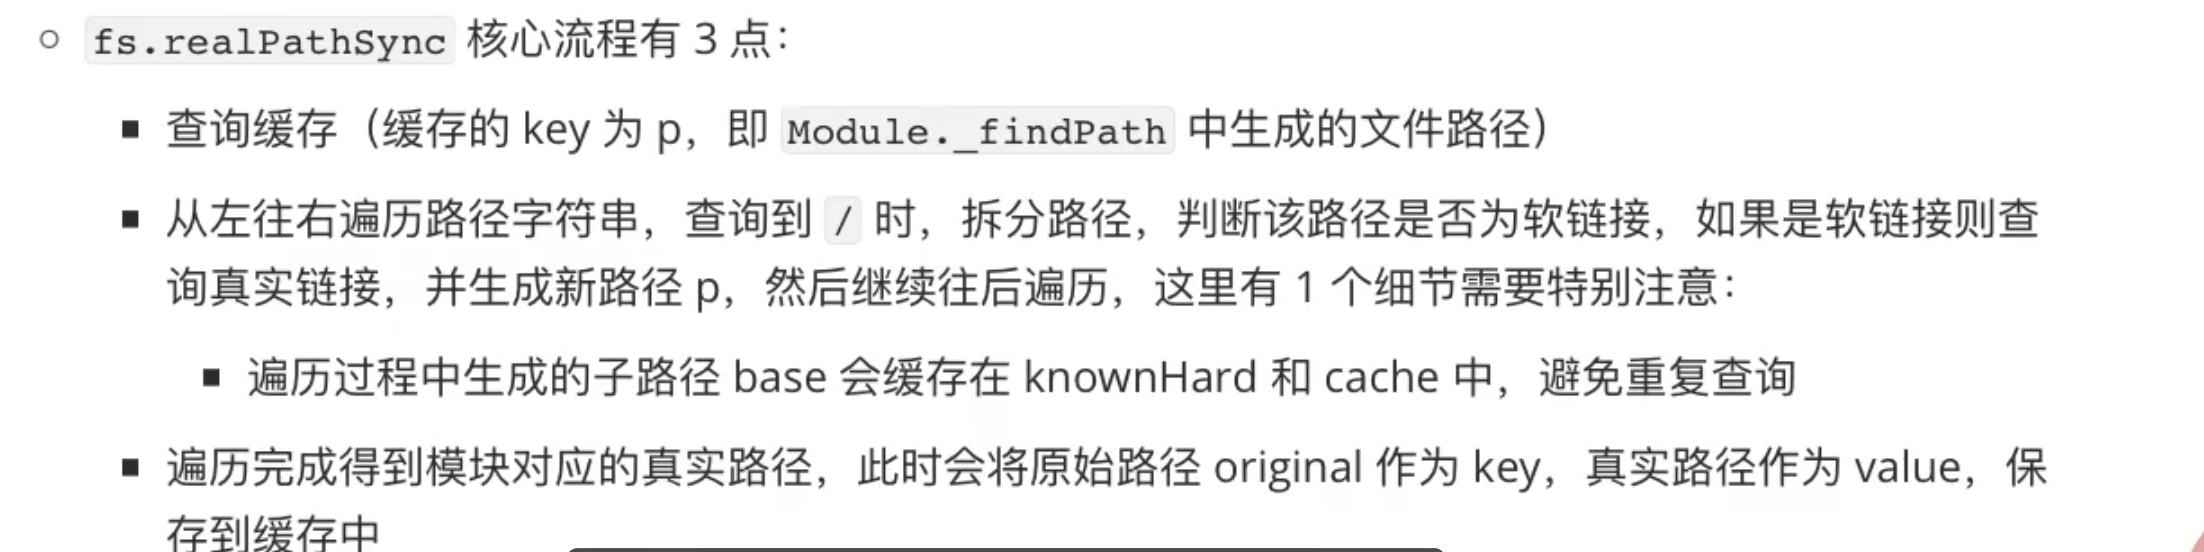 fs.realPathSync 核心流程有 3 点：
查询缓存（缓存的 key 为 p，即 Module._findPath 中生成的文件路径）
从左往右遍历路径字符串，查询到 / 时，拆分路径，判断该路径是否为软链接，如果是软链接则查
询真实链接，并生成新路径 p，然后继续往后遍历，这里有 1 个细节需要特别注意：
遍历过程中生成的子路径 base 会缓存在 knownHard 和 cache 中，避免重复查询
遍历完成得到模块对应的真实路径，此时会将原始路径 original 作为 key，真实路径作为 value，保
存到缓存中